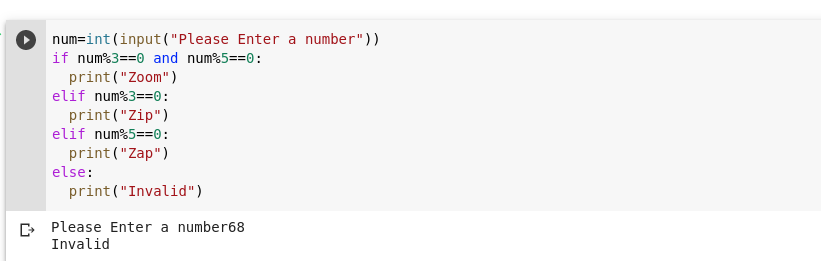 num=int(input("Please Enter a number"))
if num%3==0 and num%5==0:
  print("Zoom")
elif num%3==0:
  print("Zip")
elif num%5==0:
  print("Zap")
else:
  print("Invalid")
Please Enter a number68
Invalid